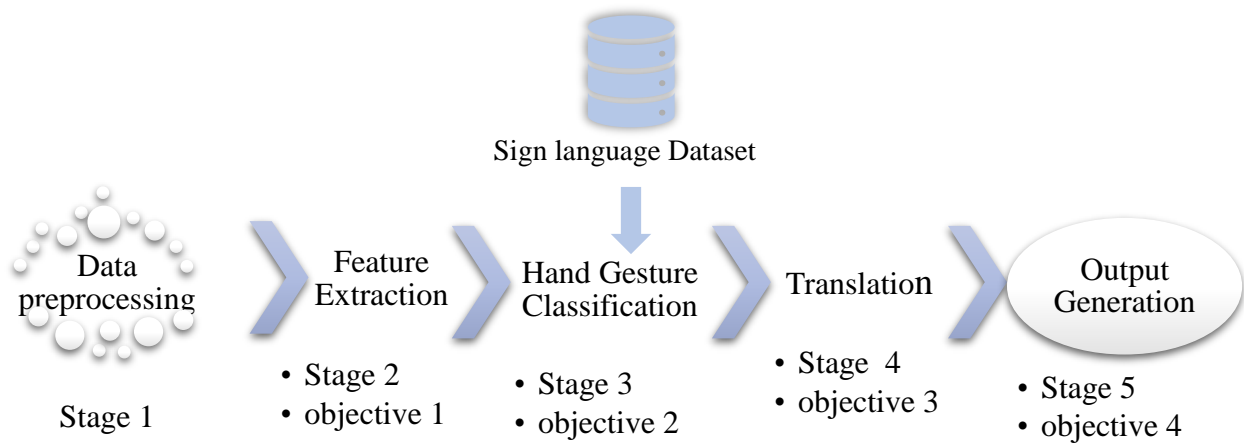 Sign language Dataset
Data
preprocessing
Stage 1
Feature
Extraction
• Stage 2
• objective 1
Hand Gesture
Classification
• Stage 3
• objective 2
Translation
• Stage  4
• objective 3
Output
Generation
• Stage 5
• objective 4